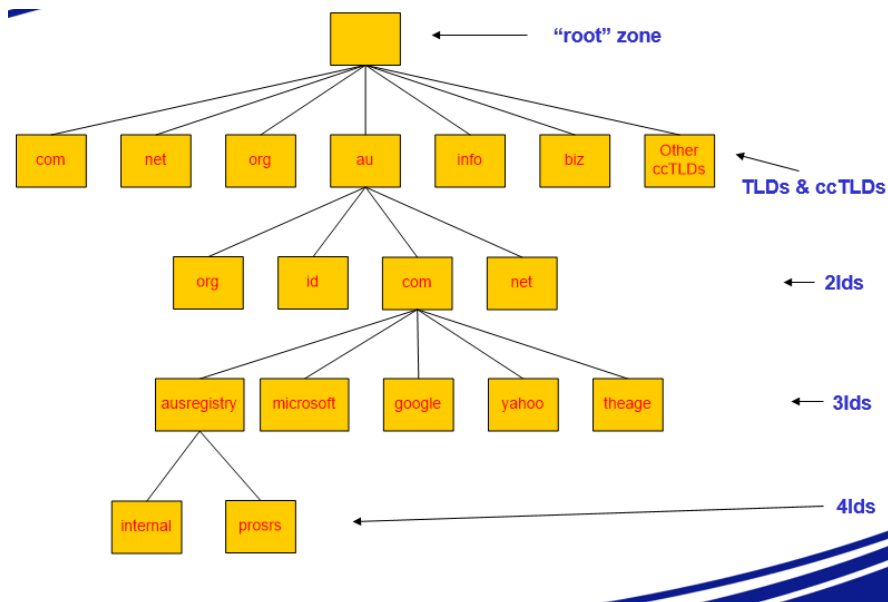 “root” zone
com
net
org
au
info
biz
Other
ccTLDs
TLDs & ccTLDs
org
id
com
net
2lds
ausregistry
microsoft
google
yahoo
theage
3lds
internal
prosrs
4lds